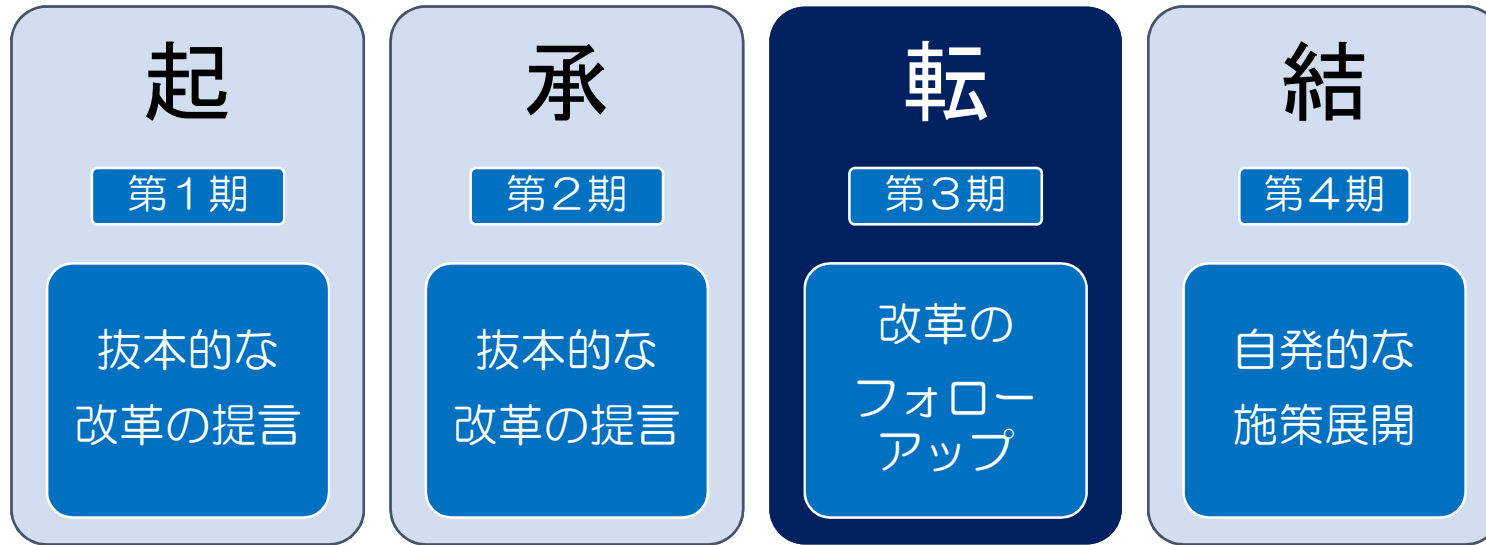 起
第１期
抜本的な
改革の提言
承
第２期
抜本的な
改革の提言
転
第３期
改革の
フォロー
アップ
結
第４期
自発的な
施策展開